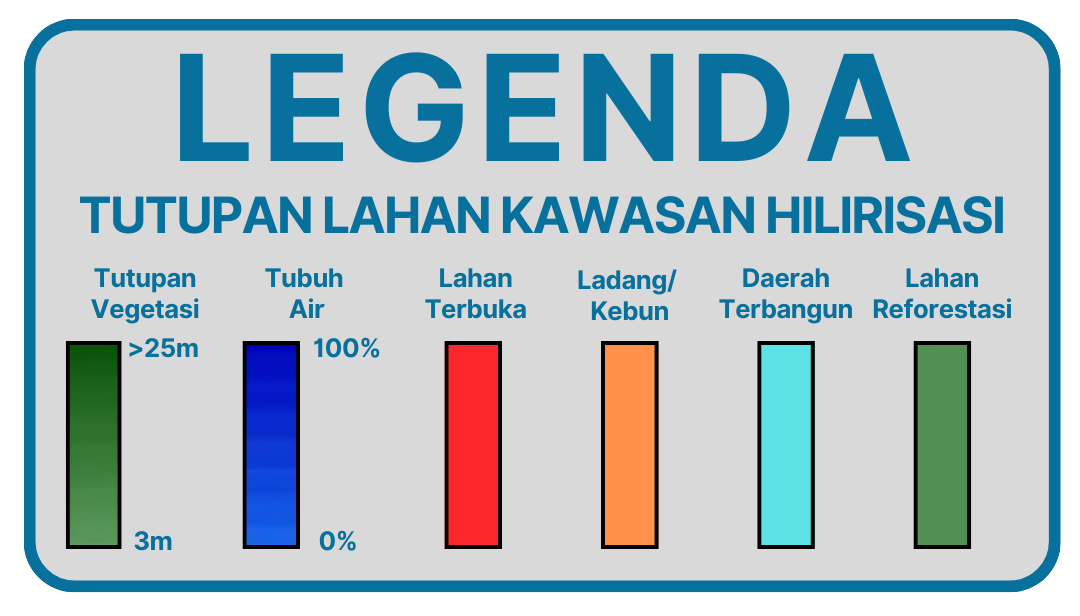 LEGENDA
TUTUPAN LAHAN KAWASAN HILIRISASI
Tutupan
Vegetasi
Tubuh
Air
Lahan
Terbuka
Ladang/
Kebun
Daerah
Terbangun
Lahan
Reforestasi
>25m
100%
3m
0%